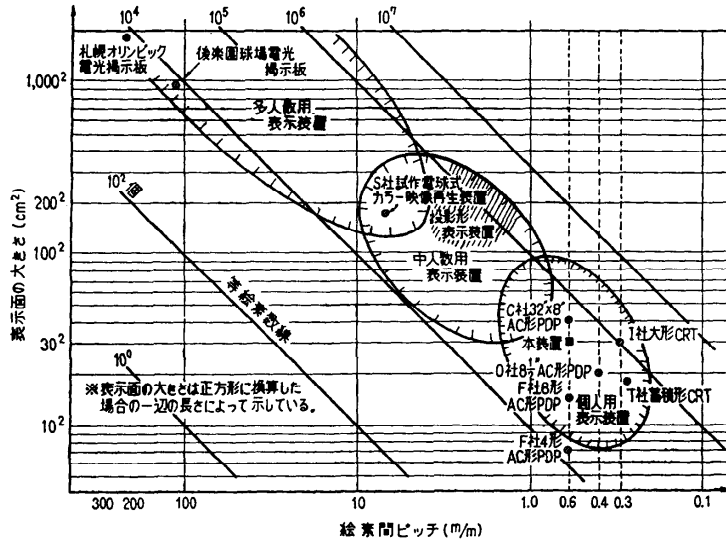 10⁴
10⁵
10⁶
10⁷
札幌オリンピック
電光掲示板
後楽園球場電光
掲示板
1,000²
多人数用
表示装置
S社試作電球式
カラー映像再生装置
投影形
表示装置
10²個
200²
100²
中人数用
表示装置
等絵素数線
C社32×8″
AC形PDP
本装置
I社大形CRT
30²
O社8½″AC形PDP
F社8形
AC形PDP
T社蓄積形CRT
個人用
表示装置
10⁰
※表示面の大きさは正方形に換算した
場合の一辺の長さによって示している。
10²
F社4形
AC形PDP
表示面の大きさ(cm²)
300 200 100 10 1.0 0.6 0.4 0.3 0.1
絵素間ピッチ(m/m)